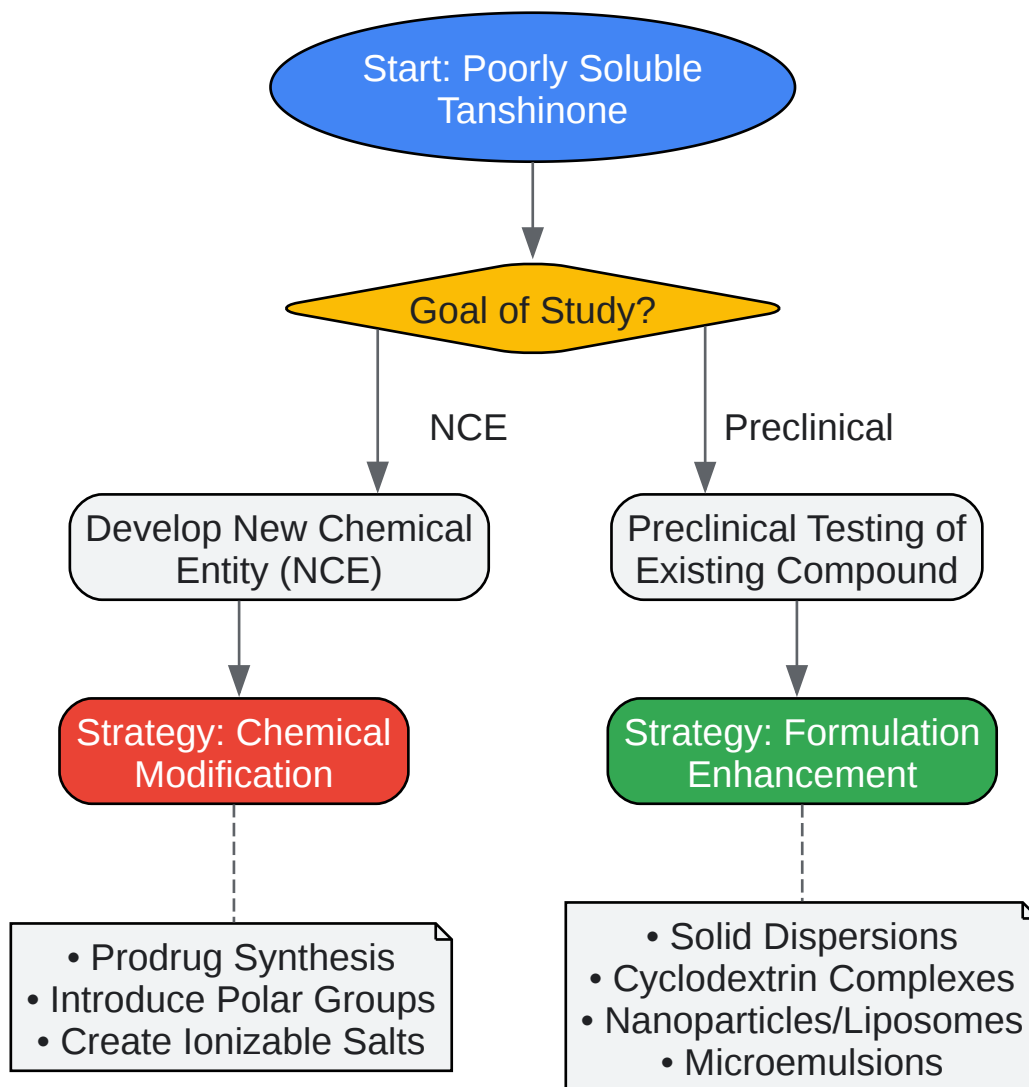 Start: Poorly Soluble
Tanshinone
Goal of Study?
NCE
Preclinical
Develop New Chemical
Entity (NCE)
Preclinical Testing of
Existing Compound
Strategy: Chemical
Modification
Strategy: Formulation
Enhancement
• Prodrug Synthesis
• Introduce Polar Groups
• Create Ionizable Salts
• Solid Dispersions
• Cyclodextrin Complexes
• Nanoparticles/Liposomes
• Microemulsions